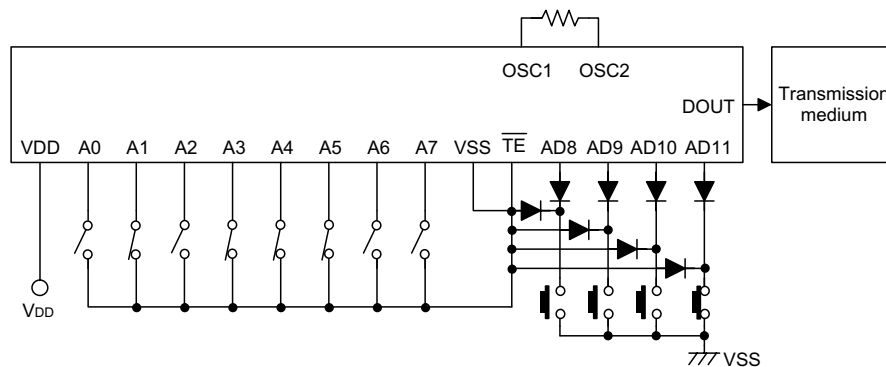 OSC1 OSC2
DOUT
Transmission
medium
VDD A0 A1 A2 A3 A4 A5 A6 A7 VSS TE AD8 AD9 AD10 AD11
VDD
VSS